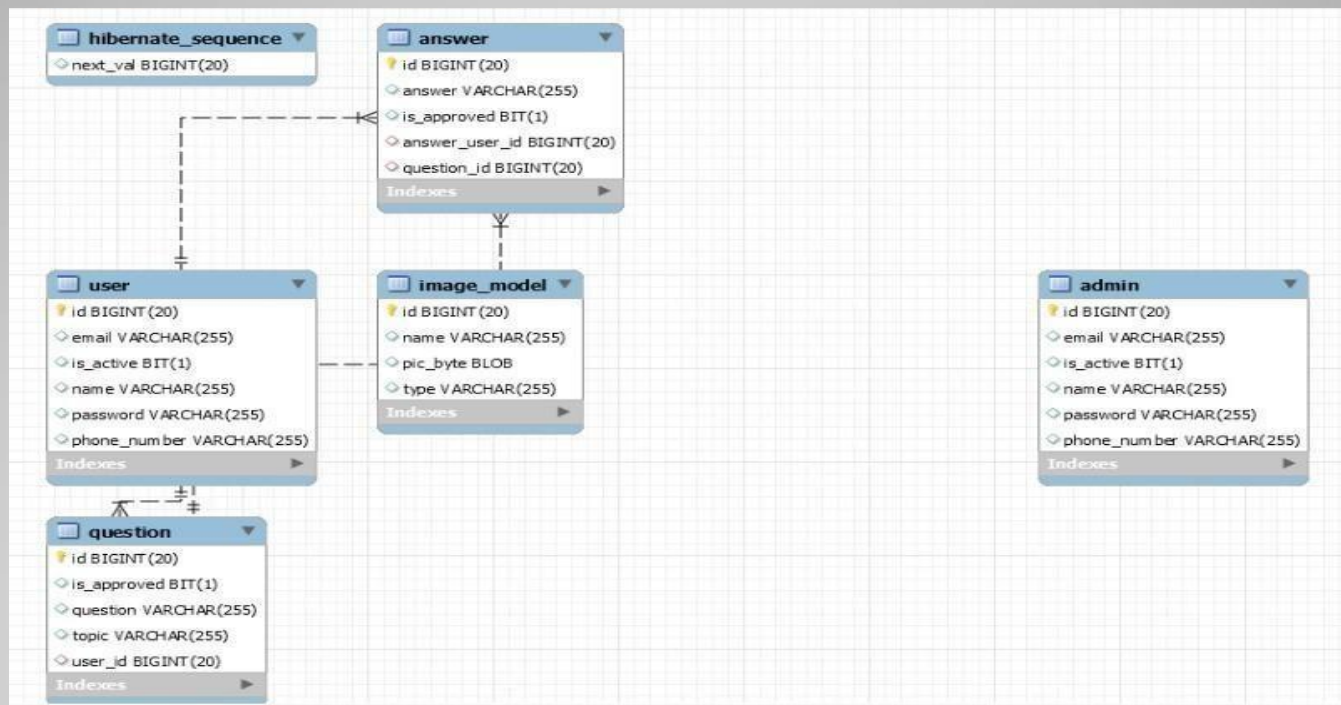 hibernate_sequence
next_val BIGINT(20)
answer
id BIGINT(20)
answer VARCHAR(255)
is_approved BIT(1)
answer_user_id BIGINT(20)
question_id BIGINT(20)
Indexes
user
id BIGINT(20)
email VARCHAR(255)
is_active BIT(1)
name VARCHAR(255)
password VARCHAR(255)
phone_number VARCHAR(255)
Indexes
image_model
id BIGINT(20)
name VARCHAR(255)
pic_byte BLOB
type VARCHAR(255)
Indexes
admin
id BIGINT(20)
email VARCHAR(255)
is_active BIT(1)
name VARCHAR(255)
password VARCHAR(255)
phone_number VARCHAR(255)
Indexes
question
id BIGINT(20)
is_approved BIT(1)
question VARCHAR(255)
topic VARCHAR(255)
user_id BIGINT(20)
Indexes